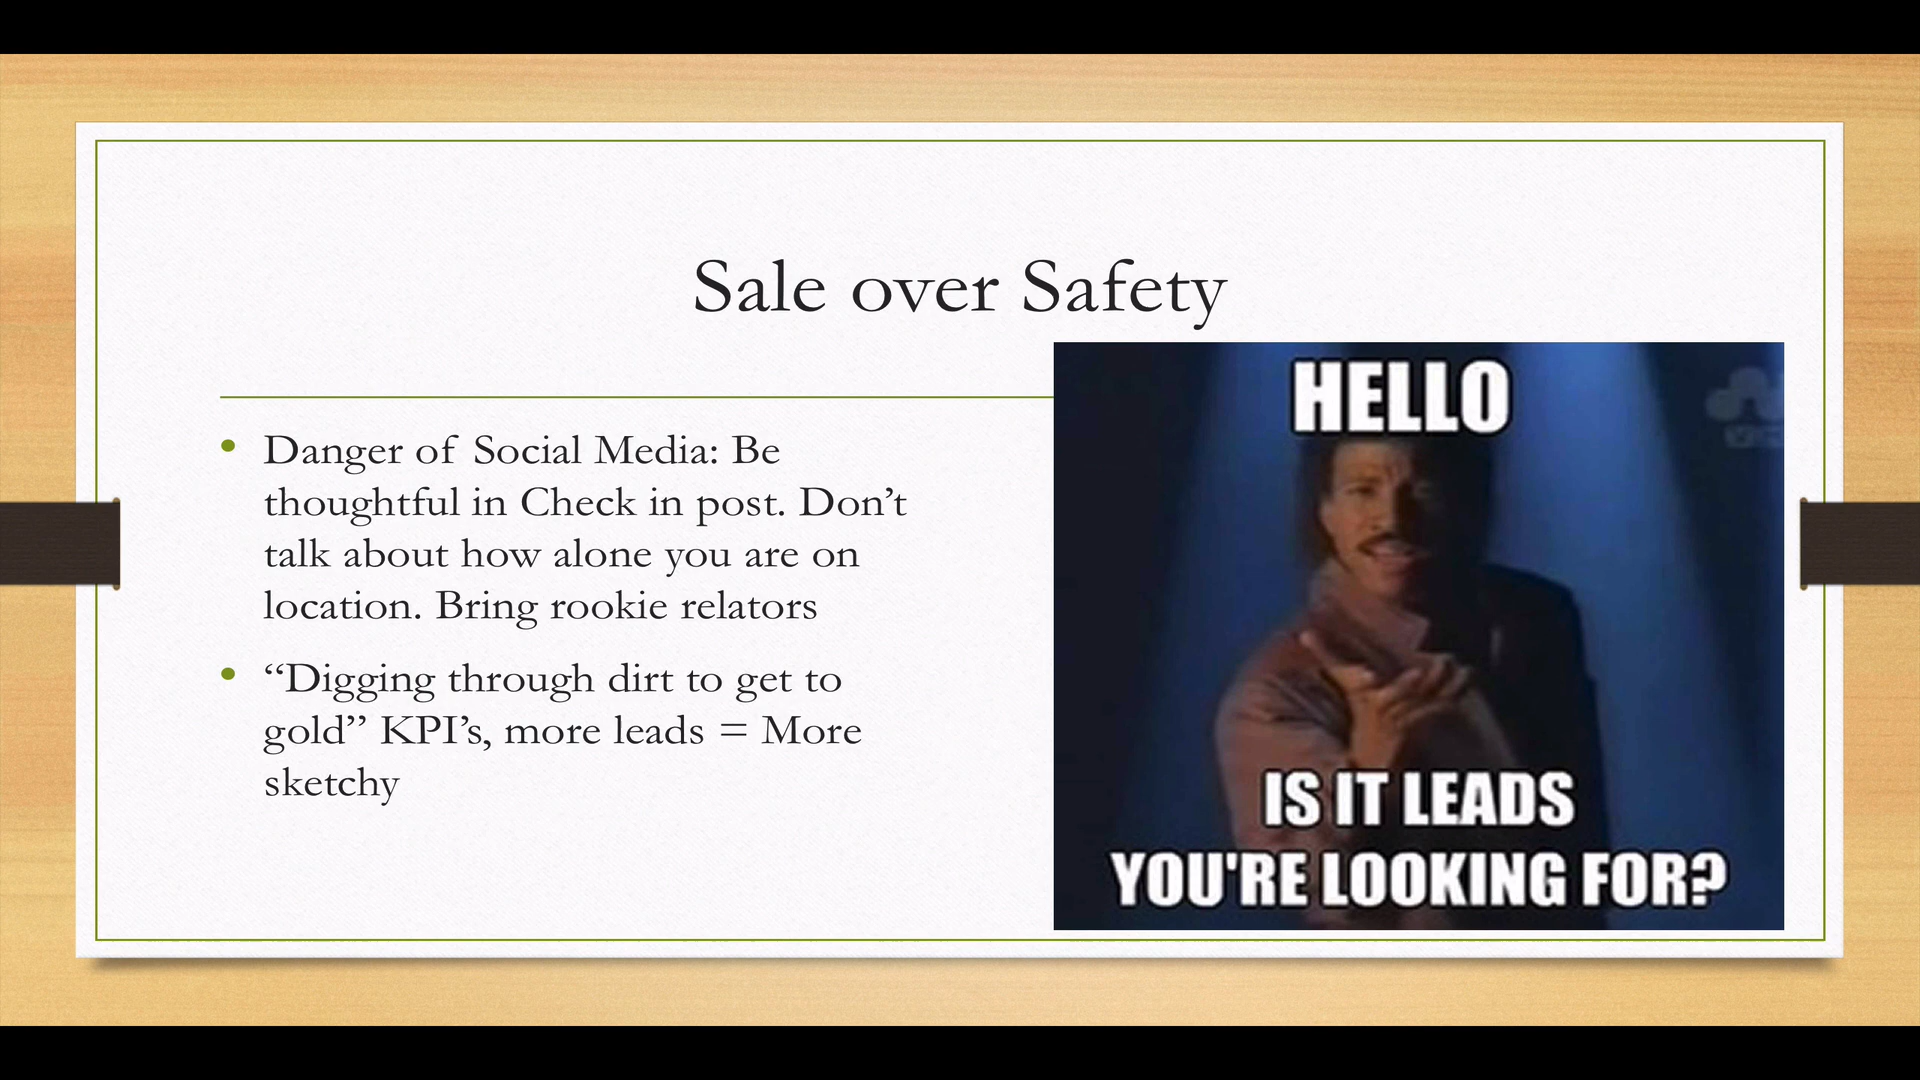 Sale over Safety
• Danger of Social Media: Be
thoughtful in Check in post. Don’t
talk about how alone you are on
location. Bring rookie relators
• “Digging through dirt to get to
gold” KPI’s, more leads = More
sketchy
HELLO
IS IT LEADS
YOU'RE LOOKING FOR?